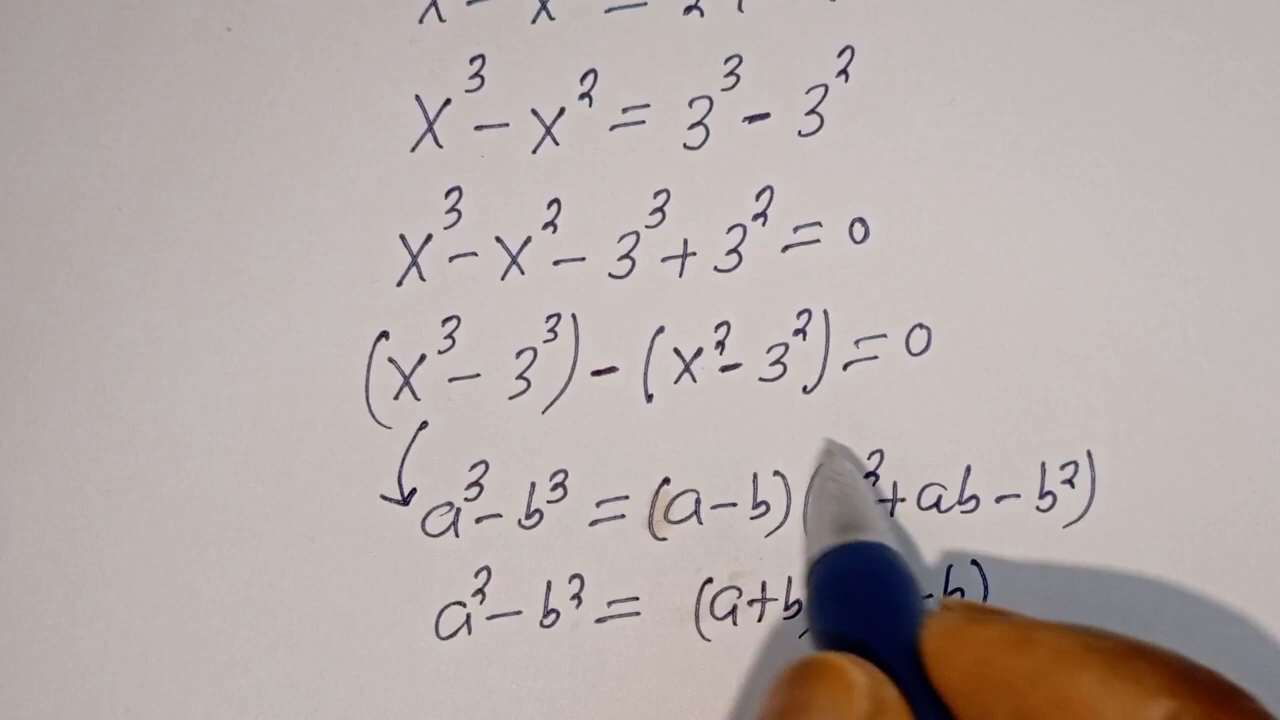 x³ - x² = 3³ - 3²
x³ - x² - 3³ + 3² = 0
(x³ - 3³) - (x² - 3²) = 0
a³ - b³ = (a - b)( ² + ab - b²)
a² - b² = (a + b - b)